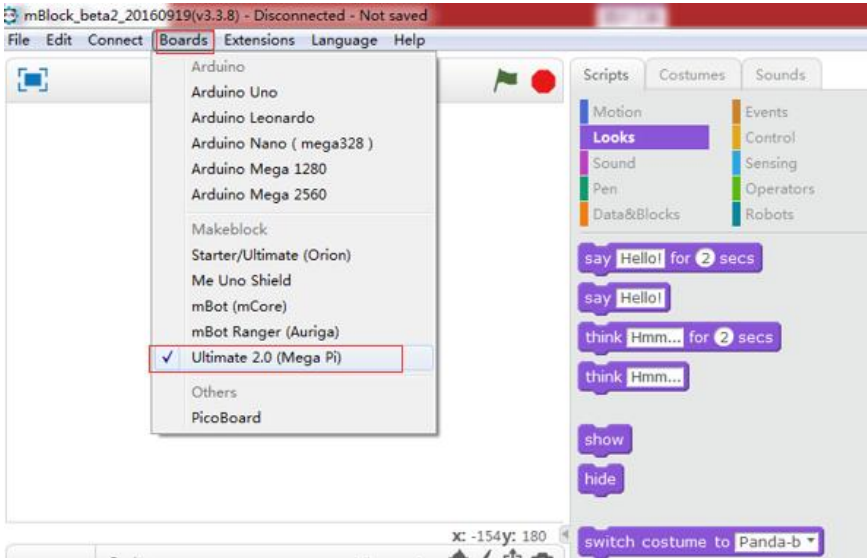 mBlock_beta2_20160919(v3.3.8) - Disconnected - Not saved
File Edit Connect Boards Extensions Language Help
Arduino
Arduino Uno
Arduino Leonardo
Arduino Nano ( mega328 )
Arduino Mega 1280
Arduino Mega 2560
Makeblock
Starter/Ultimate (Orion)
Me Uno Shield
mBot (mCore)
mBot Ranger (Auriga)
Ultimate 2.0 (Mega Pi)
Others
PicoBoard
Scripts Costumes Sounds
Motion Events
Looks Control
Sound Sensing
Pen Operators
Data&Blocks Robots
say Hello! for 2 secs
say Hello!
think Hmm... for 2 secs
think Hmm...
show
hide
switch costume to Panda-b
x: -154 y: 180